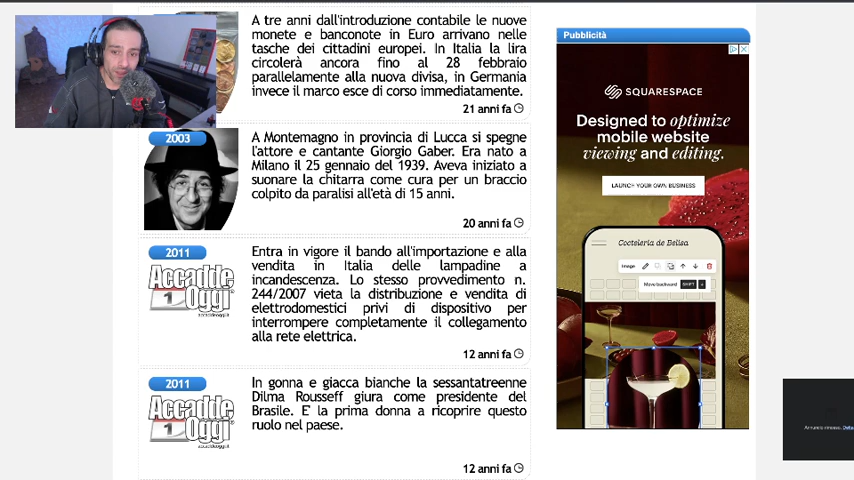 A tre anni dall'introduzione contabile le nuove
monete e banconote in Euro arrivano nelle
tasche dei cittadini europei. In Italia la lira
circolerà ancora fino al 28 febbraio
parallelamente alla nuova divisa, in Germania
invece il marco esce di corso immediatamente.
21 anni fa
2003
A Montemagno in provincia di Lucca si spegne
l'attore e cantante Giorgio Gaber. Era nato a
Milano il 25 gennaio del 1939. Aveva iniziato a
suonare la chitarra come cura per un braccio
colpito da paralisi all'età di 15 anni.
20 anni fa
2011
Accadde
1
Oggi
accaddeoggi.it
Entra in vigore il bando all'importazione e alla
vendita in Italia delle lampadine a
incandescenza. Lo stesso provvedimento n.
244/2007 vieta la distribuzione e vendita di
elettrodomestici privi di dispositivo per
interrompere completamente il collegamento
alla rete elettrica.
12 anni fa
2011
Accadde
1
Oggi
accaddeoggi.it
In gonna e giacca bianche la sessantatreenne
Dilma Rousseff giura come presidente del
Brasile. E' la prima donna a ricoprire questo
ruolo nel paese.
12 anni fa
Pubblicità
SQUARESPACE
Designed to optimize
mobile website
viewing and editing.
LAUNCH YOUR OWN BUSINESS
Cocteleria de Belisa
Image
Move backward SHIFT